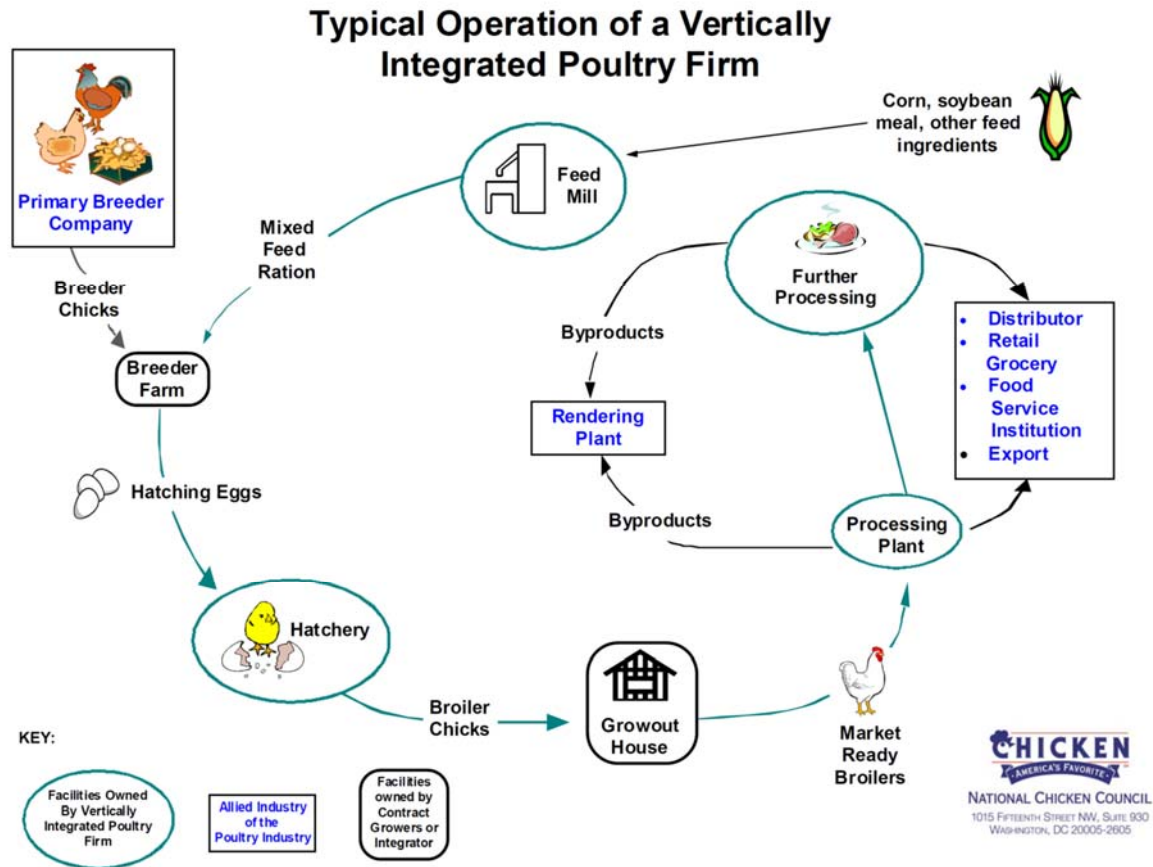 Typical Operation of a Vertically
Integrated Poultry Firm
Primary Breeder
Company
Corn, soybean
meal, other feed
ingredients
Feed
Mill
Mixed
Feed
Ration
Breeder
Chicks
Breeder
Farm
Hatching Eggs
Hatchery
Broiler
Chicks
Growout
House
Market
Ready
Broilers
Processing
Plant
Byproducts
Rendering
Plant
Byproducts
Further
Processing
• Distributor
• Retail
Grocery
• Food
Service
Institution
• Export
KEY:
Facilities Owned
By Vertically
Integrated Poultry
Firm
Allied Industry
of the
Poultry Industry
Facilities
owned by
Contract
Growers or
Integrator
CHICKEN
·AMERICA'S FAVORITE·
NATIONAL CHICKEN COUNCIL
1015 FIFTEENTH STREET NW, SUITE 930
WASHINGTON, DC 20005-2605